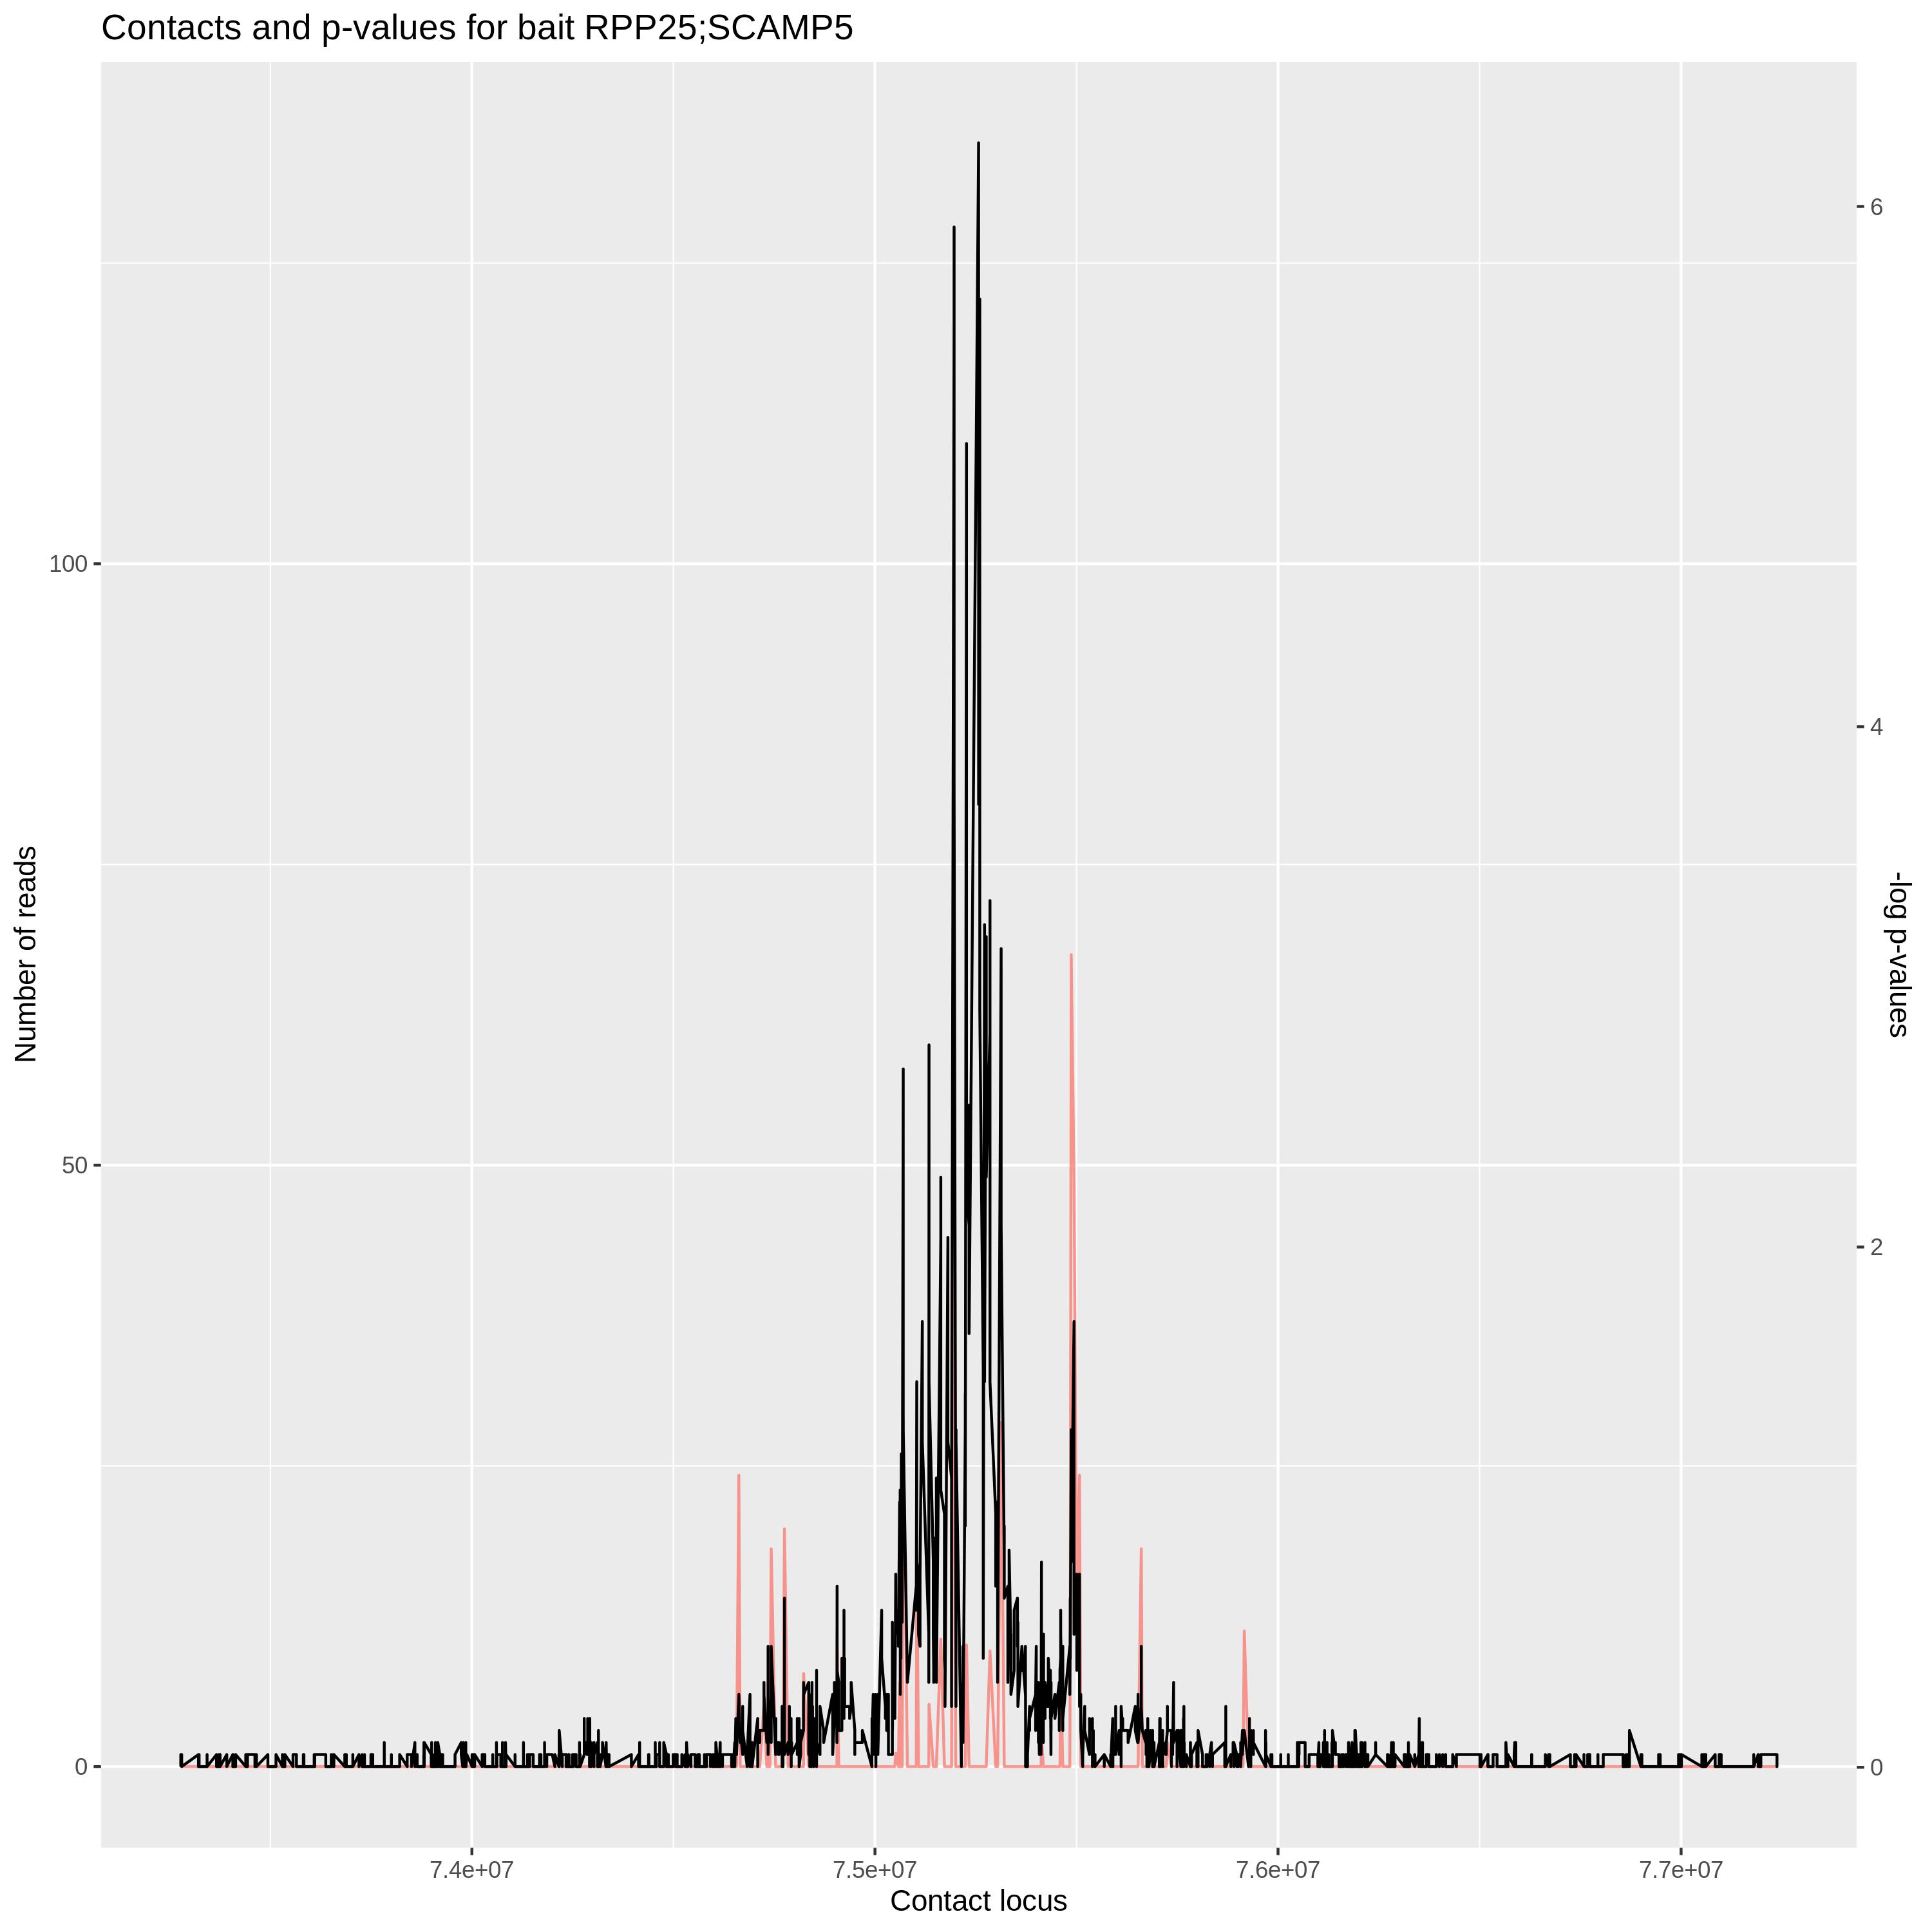 Contacts and p-values for bait RPP25;SCAMP5
6
100
4
Number of reads
-log p-values
50
2
0
0
7.4e+07
7.5e+07
7.6e+07
7.7e+07
Contact locus